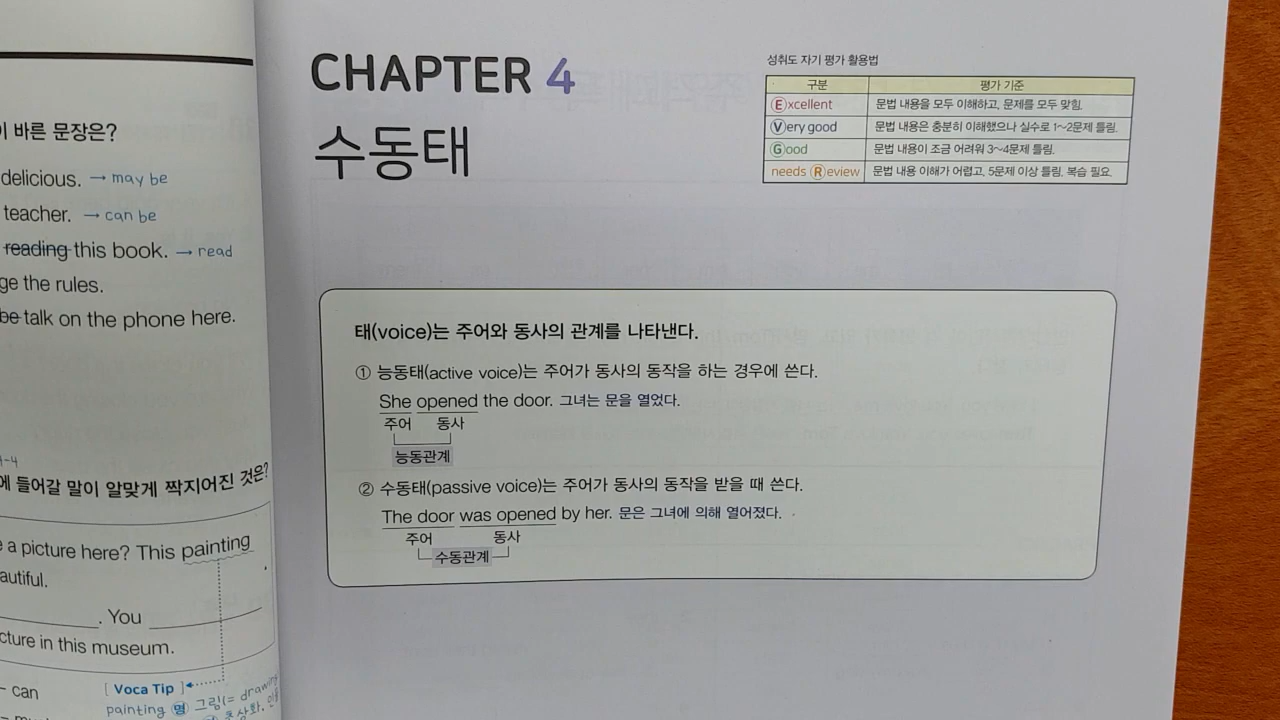 바른 문장은?
delicious. → may be
teacher. → can be
reading this book. → read
ge the rules.
be talk on the phone here.
에 들어갈 말이 알맞게 짝지어진 것은?
e a picture here? This painting
autiful.
. You
cture in this museum.
can
[ Voca Tip ]
painting 명 그림(= drawing
CHAPTER 4
수동태
성취도 자기 평가 활용법
구분 평가 기준
Excellent 문법 내용을 모두 이해하고, 문제를 모두 맞힘.
Very good 문법 내용은 충분히 이해했으나 실수로 1~2문제 틀림.
Good 문법 내용이 조금 어려워 3~4문제 틀림.
needs Review 문법 내용 이해가 어렵고, 5문제 이상 틀림. 복습 필요.
태(voice)는 주어와 동사의 관계를 나타낸다.
① 능동태(active voice)는 주어가 동사의 동작을 하는 경우에 쓴다.
She opened the door. 그녀는 문을 열었다.
주어 동사
능동관계
② 수동태(passive voice)는 주어가 동사의 동작을 받을 때 쓴다.
The door was opened by her. 문은 그녀에 의해 열어졌다.
주어 동사
수동관계